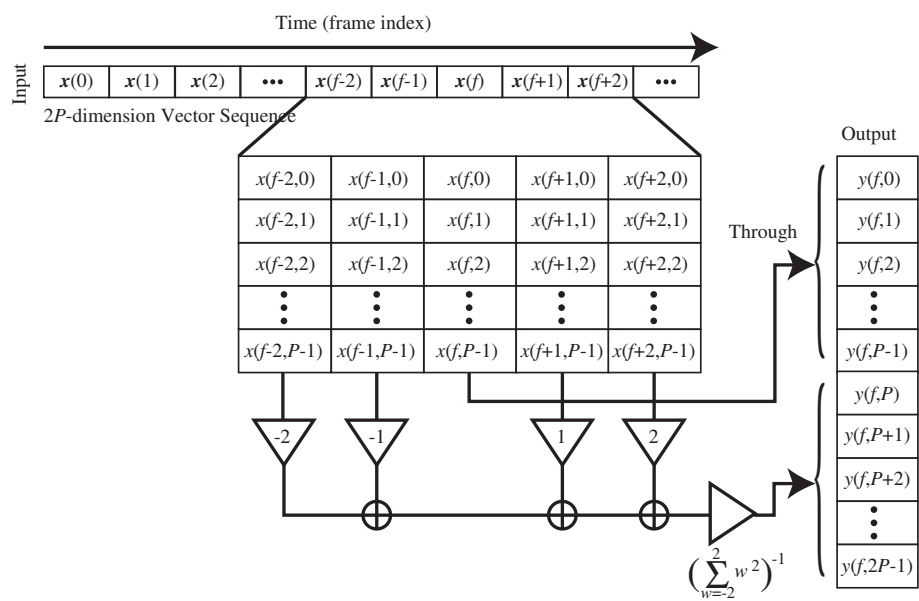 Time (frame index)
Input
x(0) x(1) x(2) ••• x(f-2) x(f-1) x(f) x(f+1) x(f+2) •••
2P-dimension Vector Sequence
Output
x(f-2,0) x(f-1,0) x(f,0) x(f+1,0) x(f+2,0)
x(f-2,1) x(f-1,1) x(f,1) x(f+1,1) x(f+2,1)
x(f-2,2) x(f-1,2) x(f,2) x(f+1,2) x(f+2,2)
x(f-2,P-1) x(f-1,P-1) x(f,P-1) x(f+1,P-1) x(f+2,P-1)
Through
y(f,0)
y(f,1)
y(f,2)
y(f,P-1)
y(f,P)
y(f,P+1)
y(f,P+2)
y(f,2P-1)
-2 -1 1 2
(∑_{w=-2}^{2} w^2)^{-1}